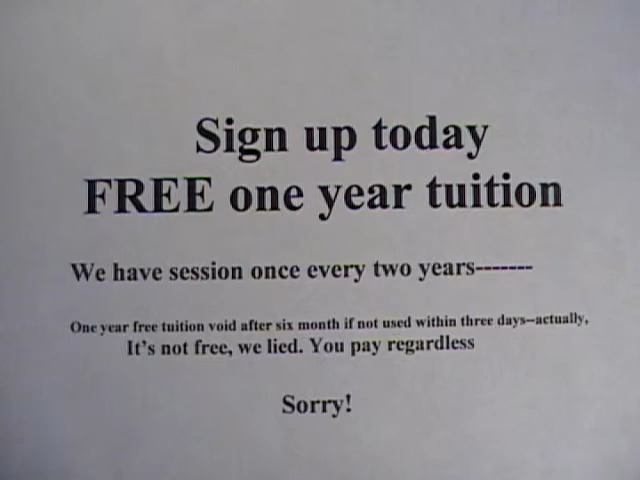 Sign up today
FREE one year tuition
We have session once every two years-------
One year free tuition void after six month if not used within three days--actually,
It's not free, we lied. You pay regardless
Sorry!